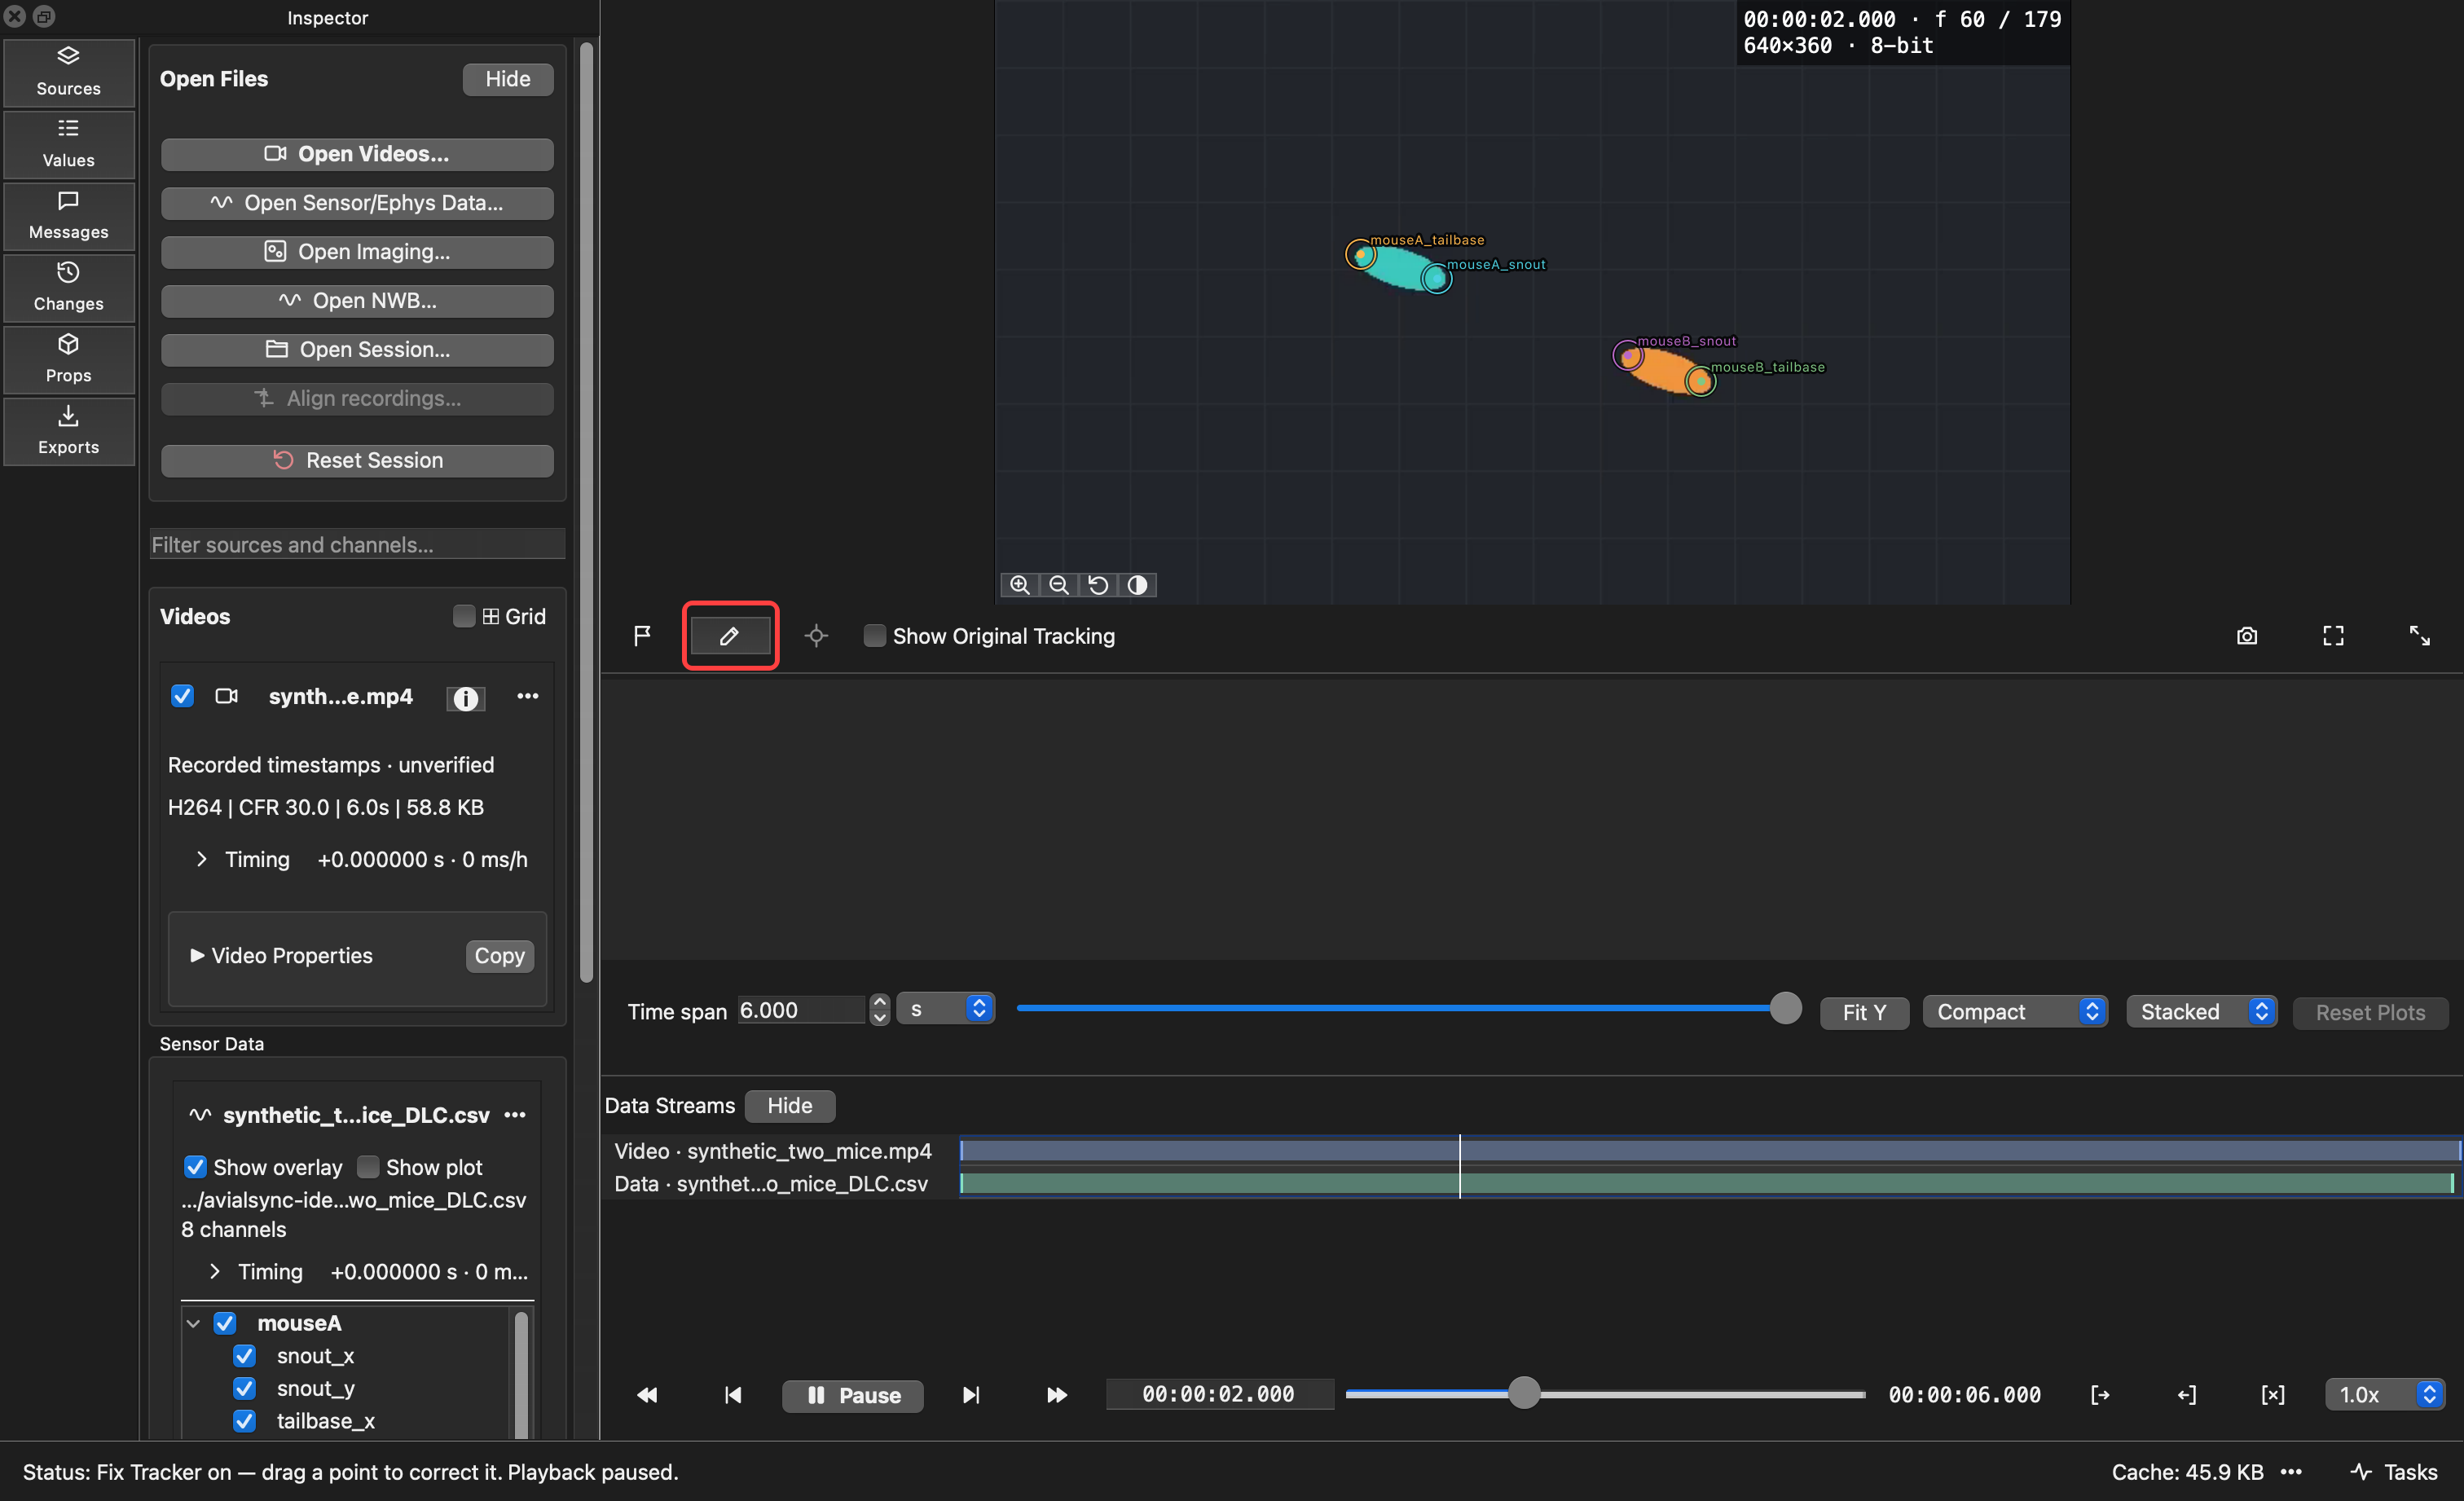 Inspector
Sources
Values
Messages
Changes
Props
Exports
Open Files
Hide
Open Videos...
Open Sensor/Ephys Data...
Open Imaging...
Open NWB...
Open Session...
Align recordings...
Reset Session
Filter sources and channels...
Videos
Grid
synth...e.mp4
Recorded timestamps · unverified
H264 | CFR 30.0 | 6.0s | 58.8 KB
Timing +0.000000 s · 0 ms/h
Video Properties
Copy
Sensor Data
synthetic_t...ice_DLC.csv
Show overlay
Show plot
.../avialsync-ide...wo_mice_DLC.csv
8 channels
Timing +0.000000 s · 0 m...
mouseA
snout_x
snout_y
tailbase_x
00:00:02.000 · f 60 / 179
640×360 · 8-bit
mouseA_tailbase
mouseA_snout
mouseB_snout
mouseB_tailbase
Show Original Tracking
Time span 6.000 s
Fit Y
Compact
Stacked
Reset Plots
Data Streams
Hide
Video · synthetic_two_mice.mp4
Data · synthet...o_mice_DLC.csv
Pause
00:00:02.000
00:00:06.000
1.0x
Status: Fix Tracker on — drag a point to correct it. Playback paused.
Cache: 45.9 KB
Tasks